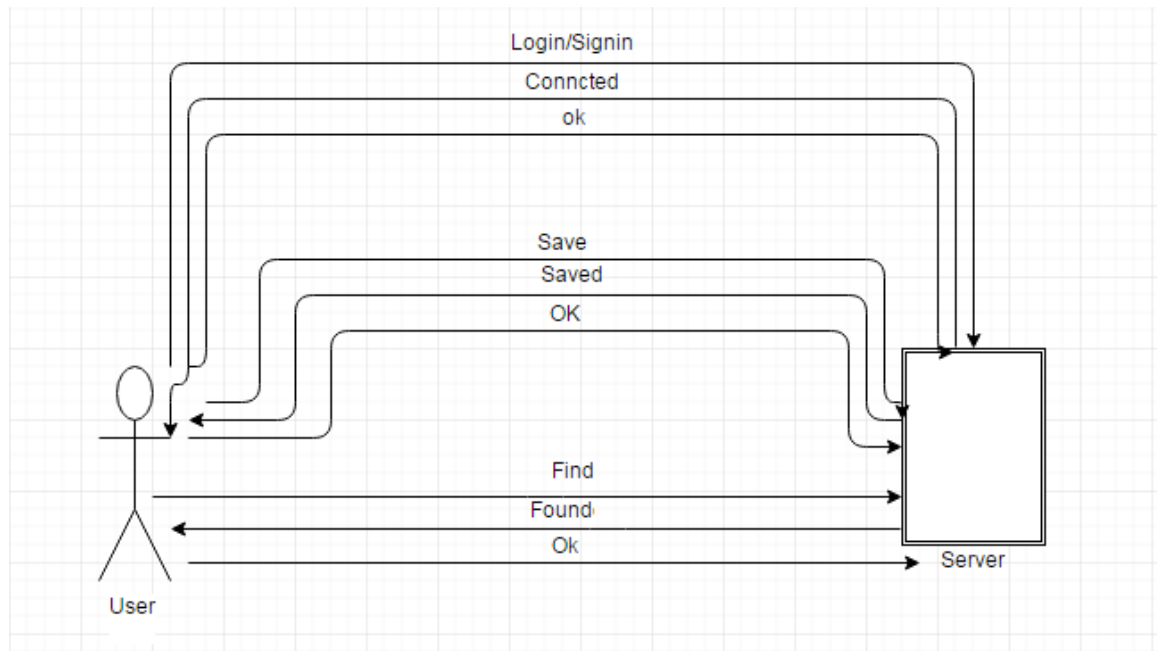 Login/Signin
Conncted
ok
Save
Saved
OK
Find
Found
Ok
Server
User